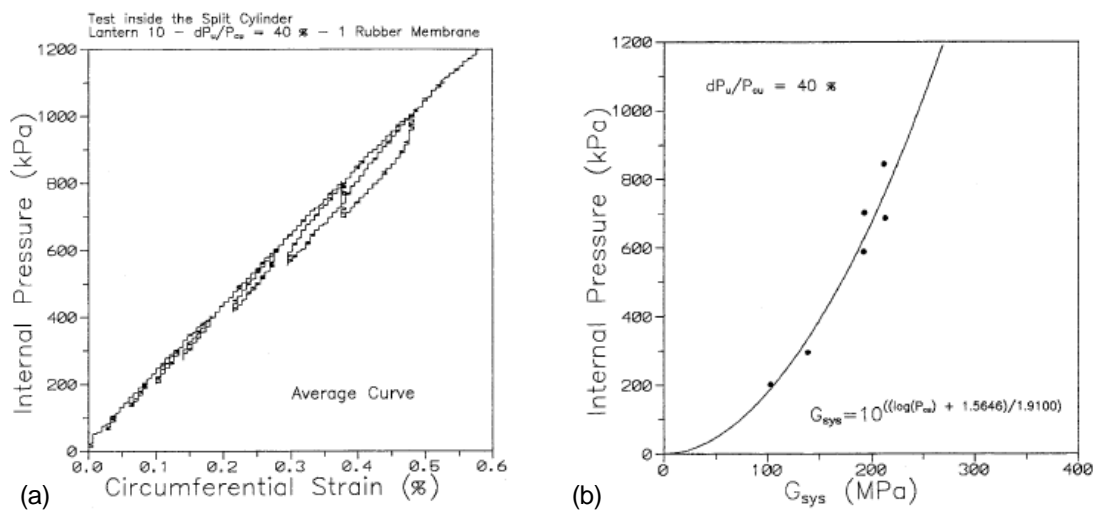 Test inside the Split Cylinder
Lantern 10 - dPᵤ/P꜀ᵤ = 40 % - 1 Rubber Membrane
1200
1000
800
600
400
200
0
Internal Pressure (kPa)
Average Curve
0.0 0.1 0.2 0.3 0.4 0.5 0.6
Circumferential Strain (%)
(a)
1200
1000
800
600
400
200
0
Internal Pressure (kPa)
dPᵤ/P꜀ᵤ = 40 %
Gsys=10^((log(P꜀ᵤ) + 1.5646)/1.9100)
0 100 200 300 400
Gsys (MPa)
(b)